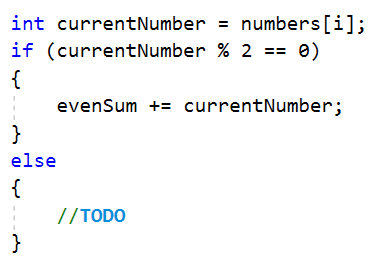 int currentNumber = numbers[i];
if (currentNumber % 2 == 0)
{
    evenSum += currentNumber;
}
else
{
    //TODO
}